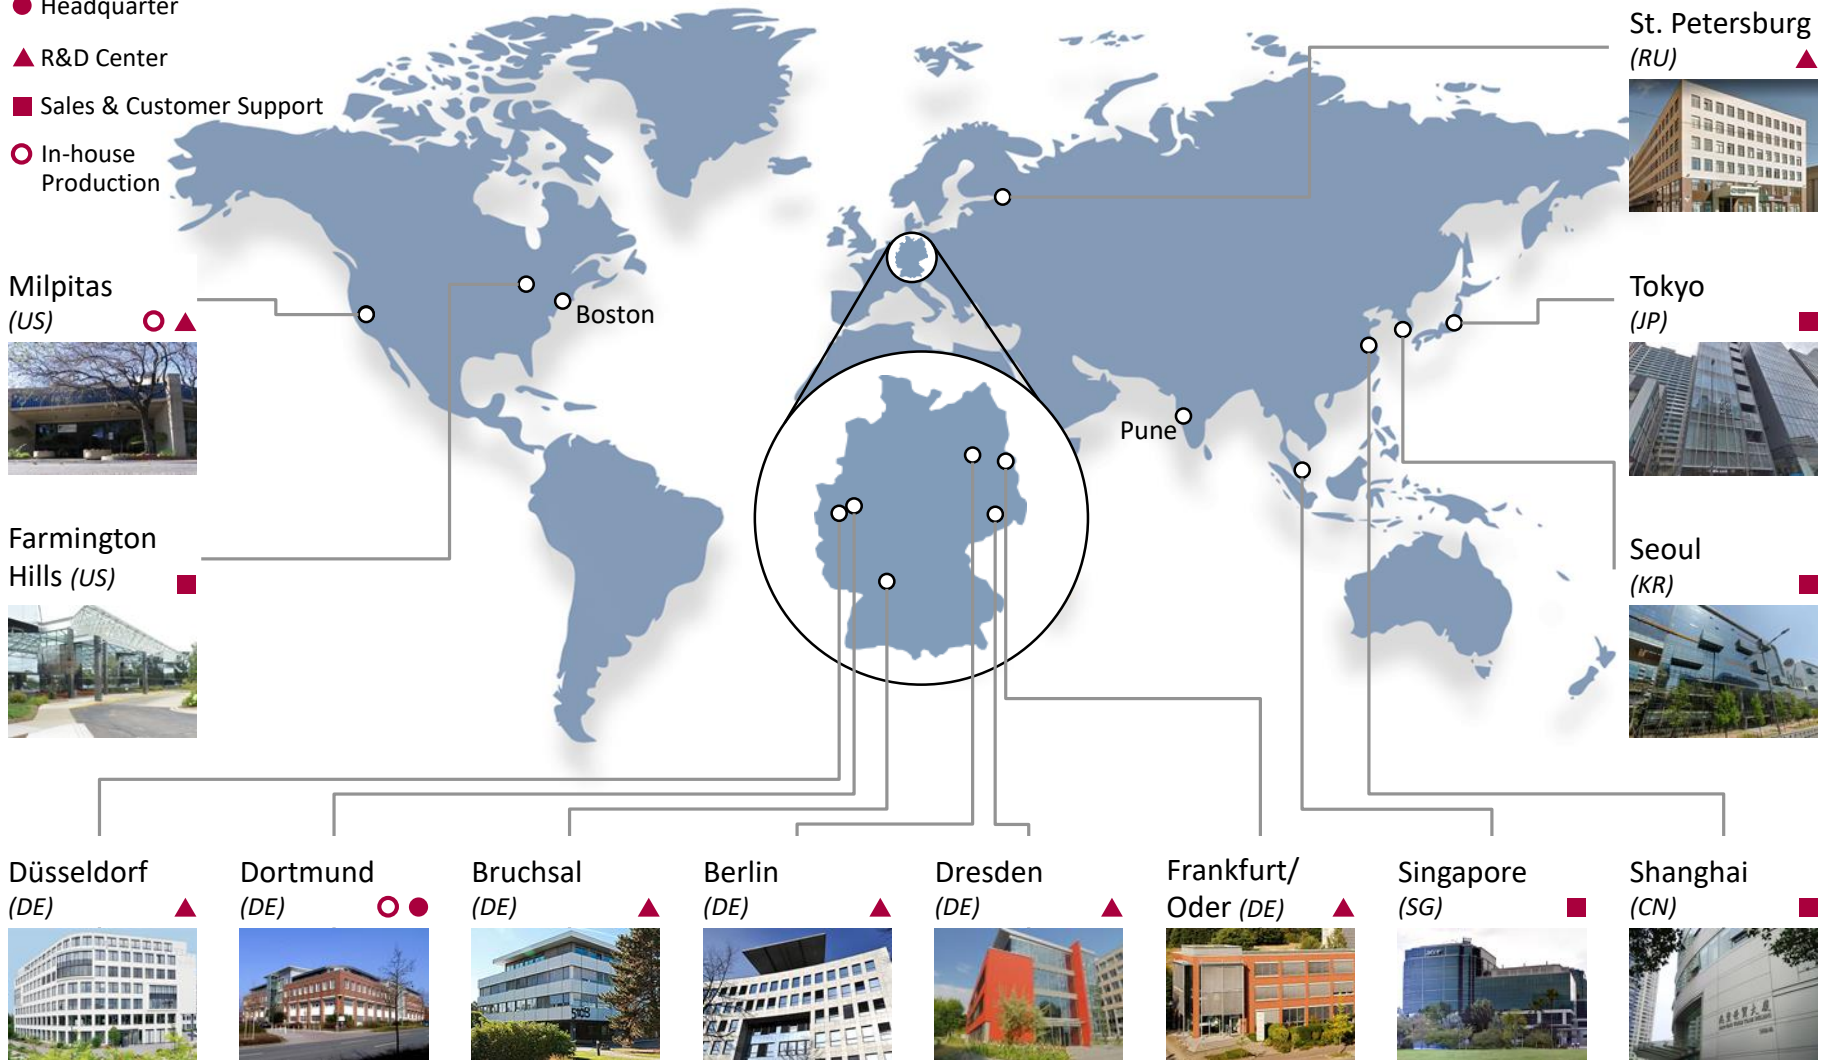 Headquarter
R&D Center
Sales & Customer Support
In-house
Production
St. Petersburg
(RU)
Milpitas
(US)
Boston
Tokyo
(JP)
Pune
Farmington
Hills (US)
Seoul
(KR)
Düsseldorf
(DE)
Dortmund
(DE)
Bruchsal
(DE)
Berlin
(DE)
Dresden
(DE)
Frankfurt/
Oder (DE)
Singapore
(SG)
Shanghai
(CN)